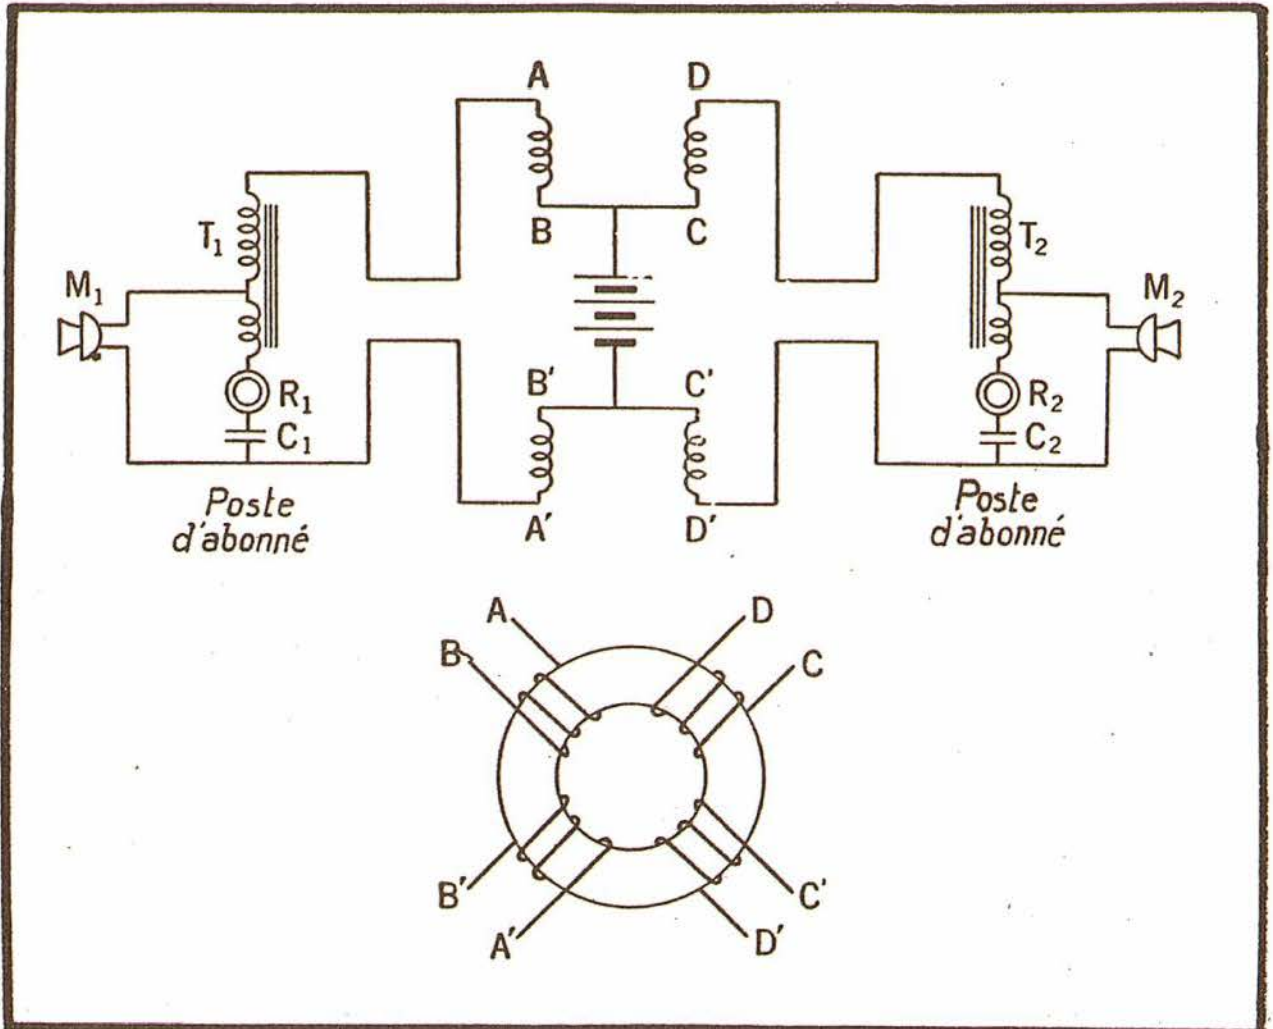 A D
T₁ B C T₂
M₁ M₂
B' C'
R₁ R₂
C₁ C₂
Poste
d'abonné
A' D'
Poste
d'abonné
A D
B C
B' C'
A' D'